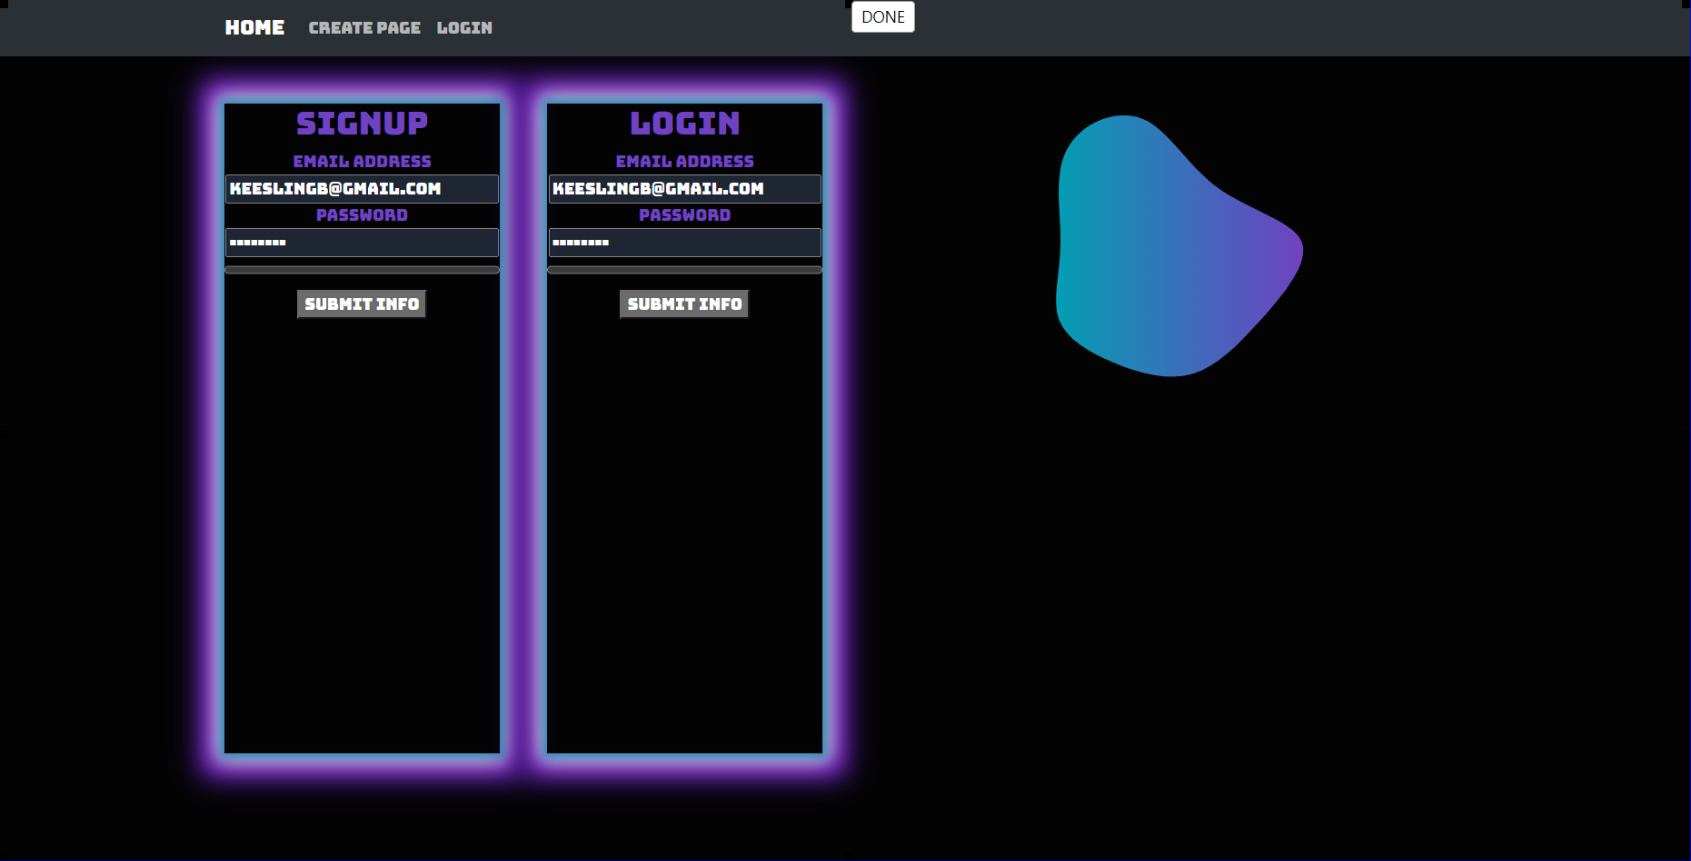 HOME CREATE PAGE LOGIN
DONE
SIGNUP
EMAIL ADDRESS
KEESLINGB@GMAIL.COM
PASSWORD
SUBMIT INFO
LOGIN
EMAIL ADDRESS
KEESLINGB@GMAIL.COM
PASSWORD
SUBMIT INFO